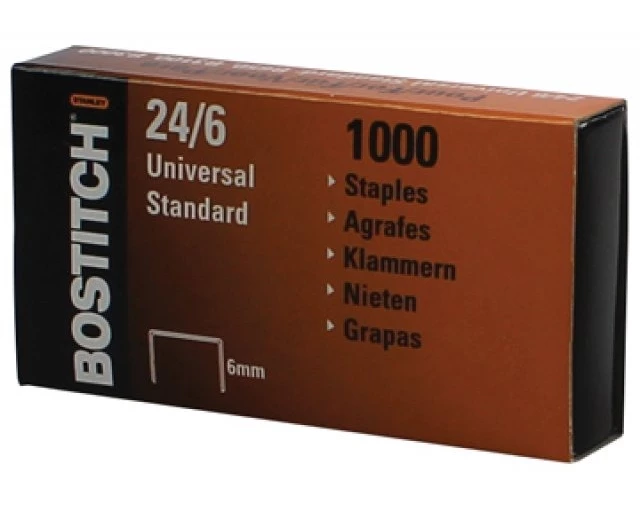 STANLEY
BOSTITCH
24/6
Universal
Standard
6mm
1000
Staples
Agrafes
Klammern
Nieten
Grapas